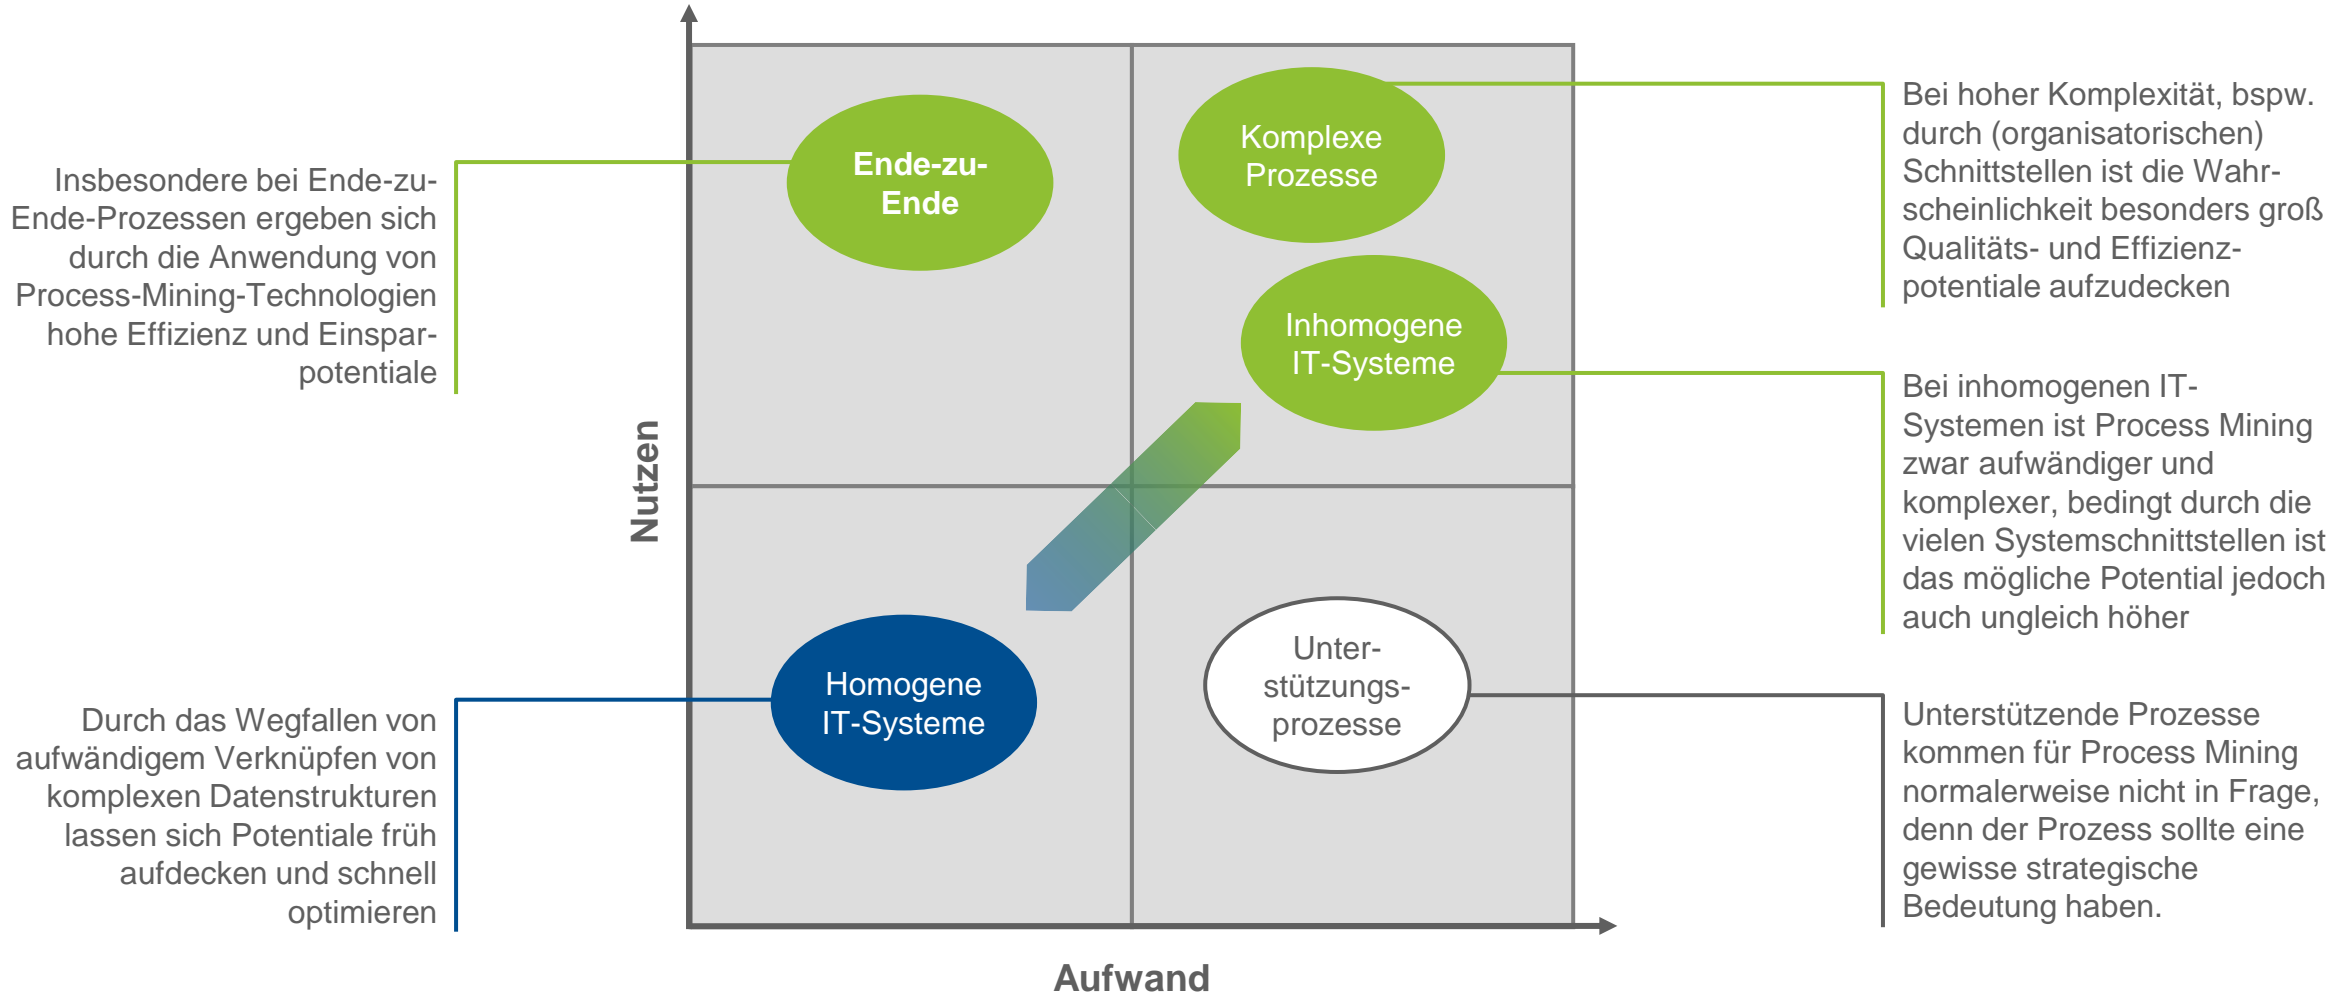 Insbesondere bei Ende-zu-
Ende-Prozessen ergeben sich
durch die Anwendung von
Process-Mining-Technologien
hohe Effizienz und Einspar-
potentiale
Durch das Wegfallen von
aufwändigem Verknüpfen von
komplexen Datenstrukturen
lassen sich Potentiale früh
aufdecken und schnell
optimieren
Nutzen
Ende-zu-
Ende
Komplexe
Prozesse
Inhomogene
IT-Systeme
Homogene
IT-Systeme
Unter-
stützungs-
prozesse
Aufwand
Bei hoher Komplexität, bspw.
durch (organisatorischen)
Schnittstellen ist die Wahr-
scheinlichkeit besonders groß
Qualitäts- und Effizienz-
potentiale aufzudecken
Bei inhomogenen IT-
Systemen ist Process Mining
zwar aufwändiger und
komplexer, bedingt durch die
vielen Systemschnittstellen ist
das mögliche Potential jedoch
auch ungleich höher
Unterstützende Prozesse
kommen für Process Mining
normalerweise nicht in Frage,
denn der Prozess sollte eine
gewisse strategische
Bedeutung haben.